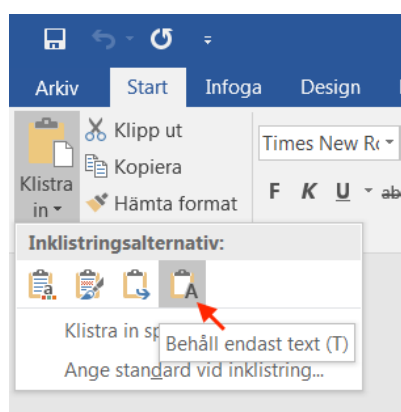 Arkiv Start Infoga Design
Klistra in
Klipp ut
Kopiera
Hämta format
Times New
F K U ab
Inklistringsalternativ:
Klistra in
Behåll endast text (T)
Ange standard vid inklistring...